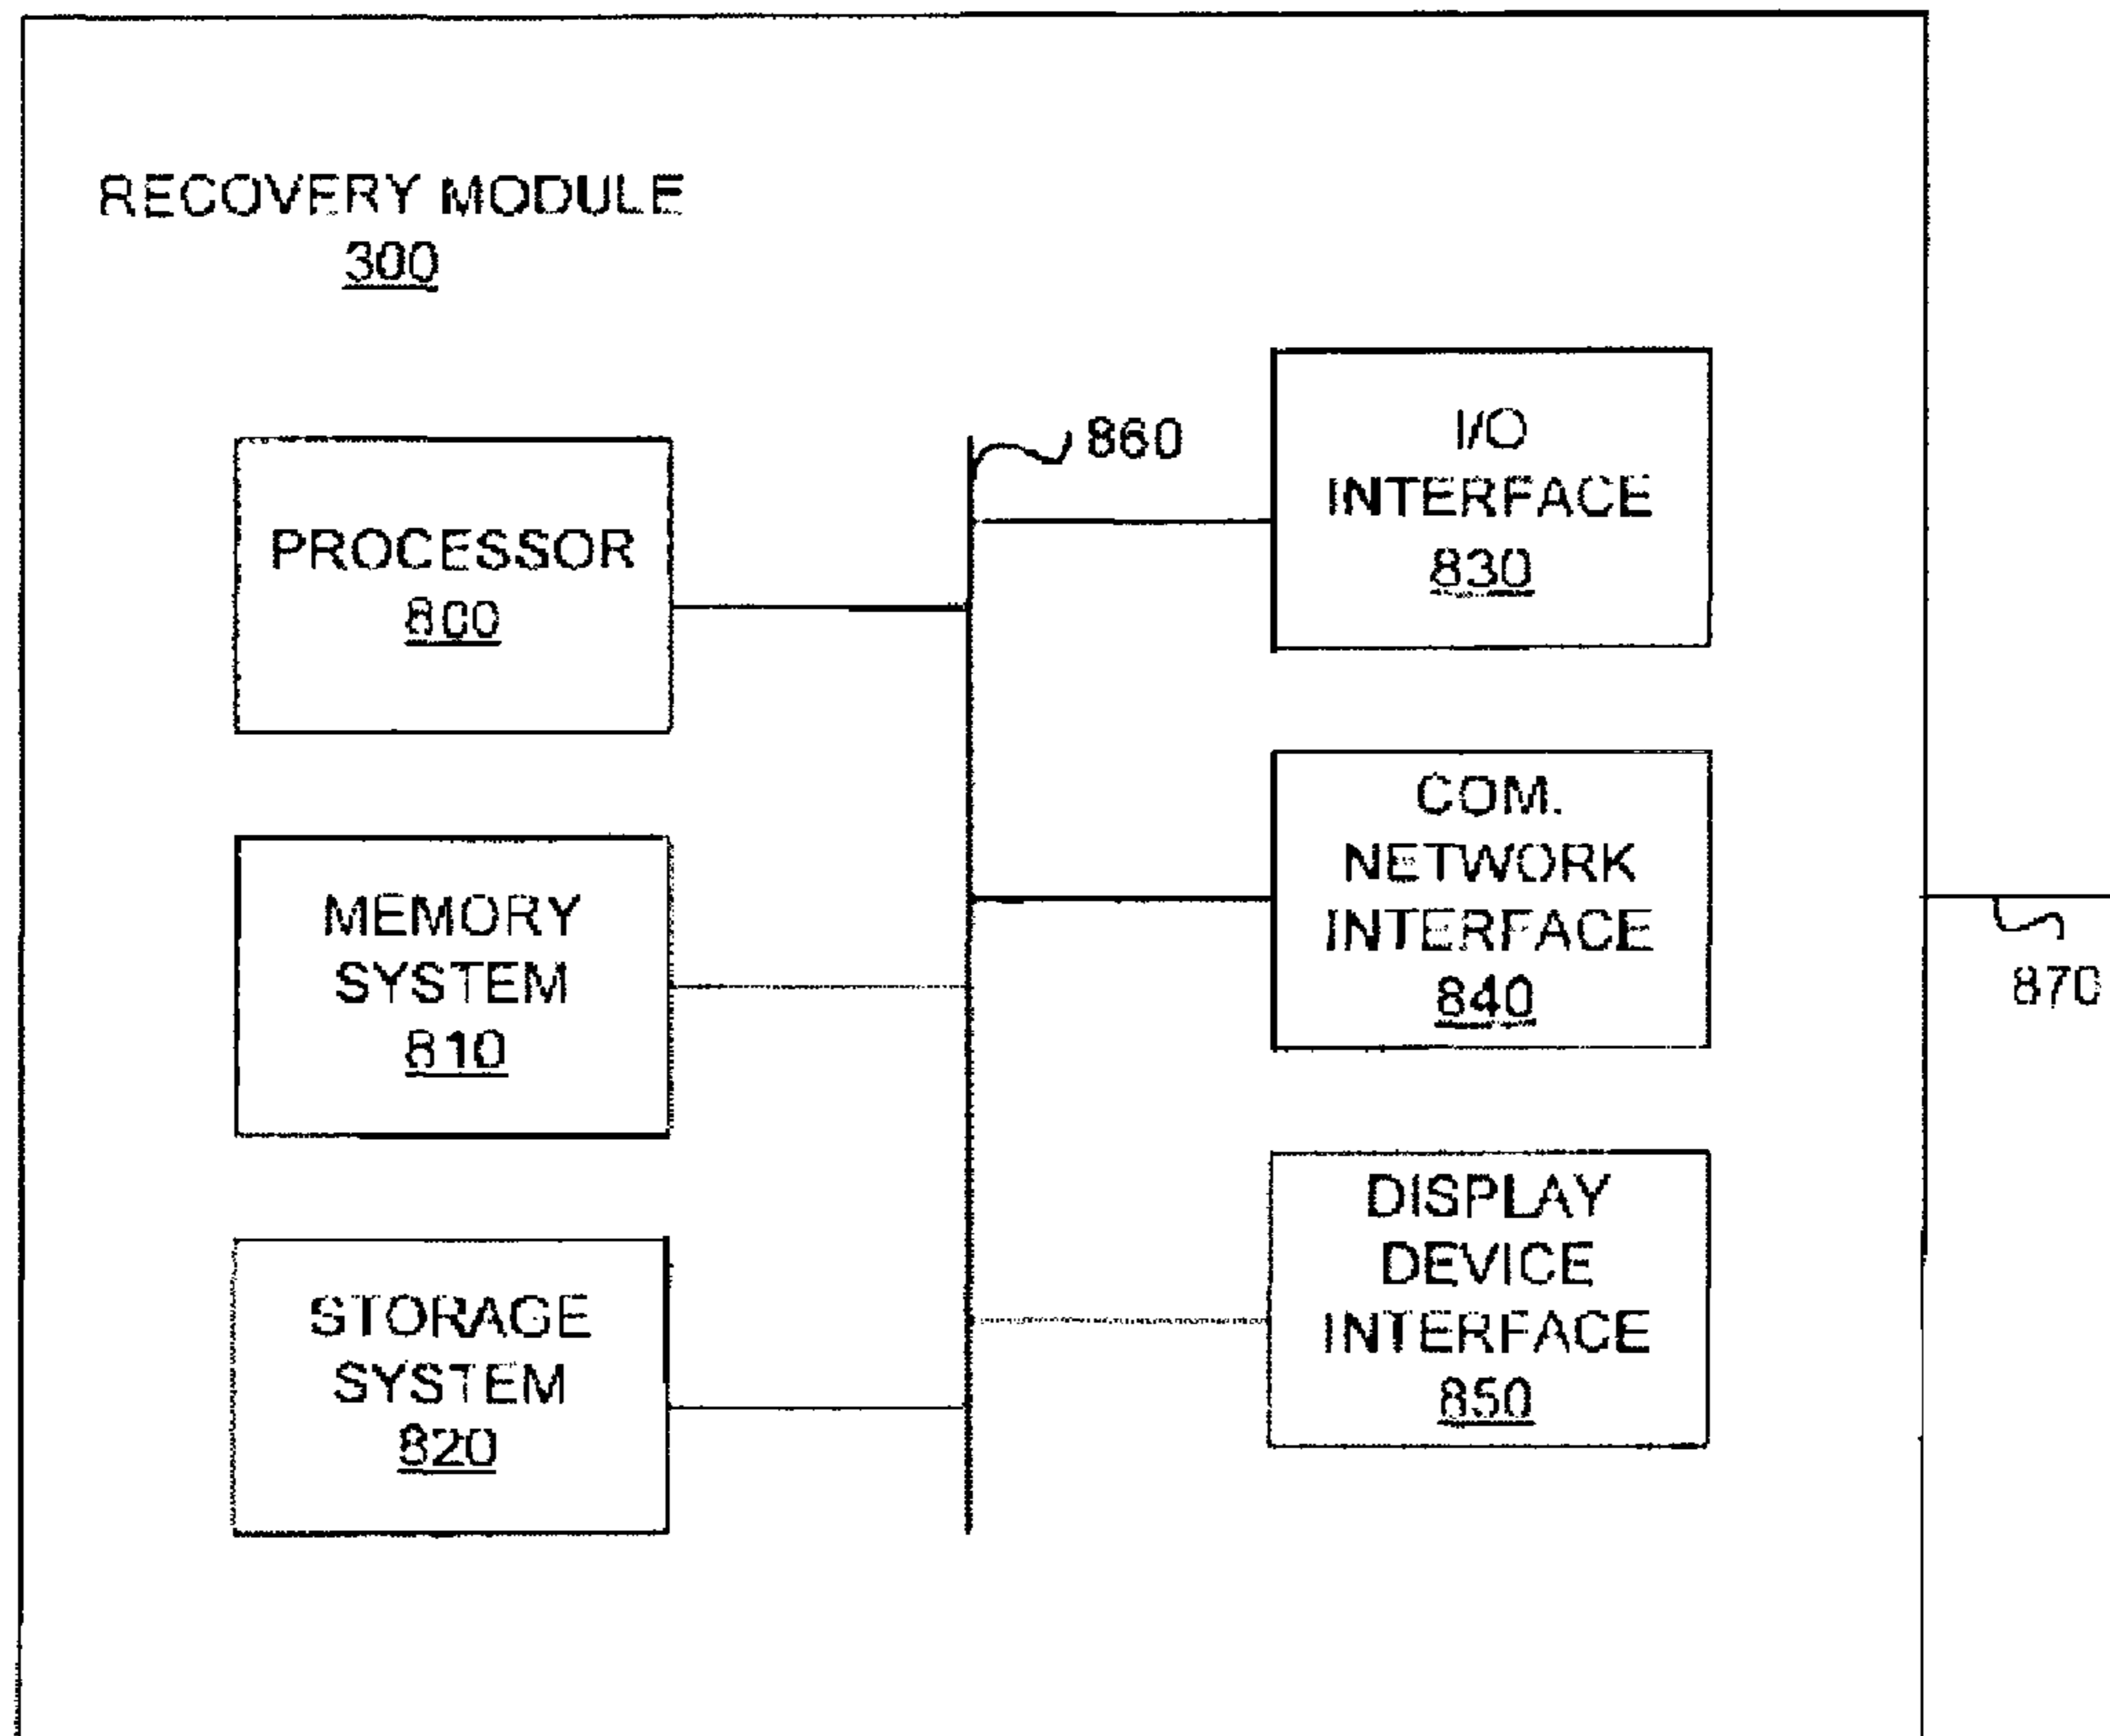 RECOVERY MODULE
300
PROCESSOR
800
MEMORY
SYSTEM
810
STORAGE
SYSTEM
820
860
I/O
INTERFACE
830
COM.
NETWORK
INTERFACE
840
DISPLAY
DEVICE
INTERFACE
850
870